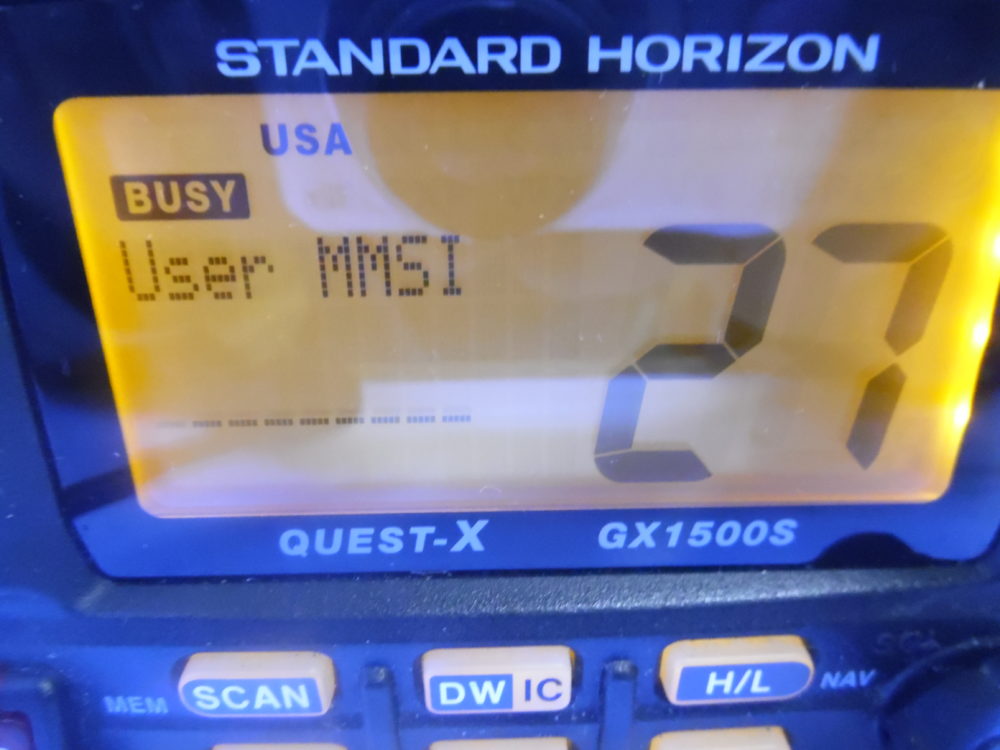 STANDARD HORIZON
USA
BUSY
User MMSI
27
---------
QUEST-X GX1500S
MEM SCAN DW IC H/L NAV